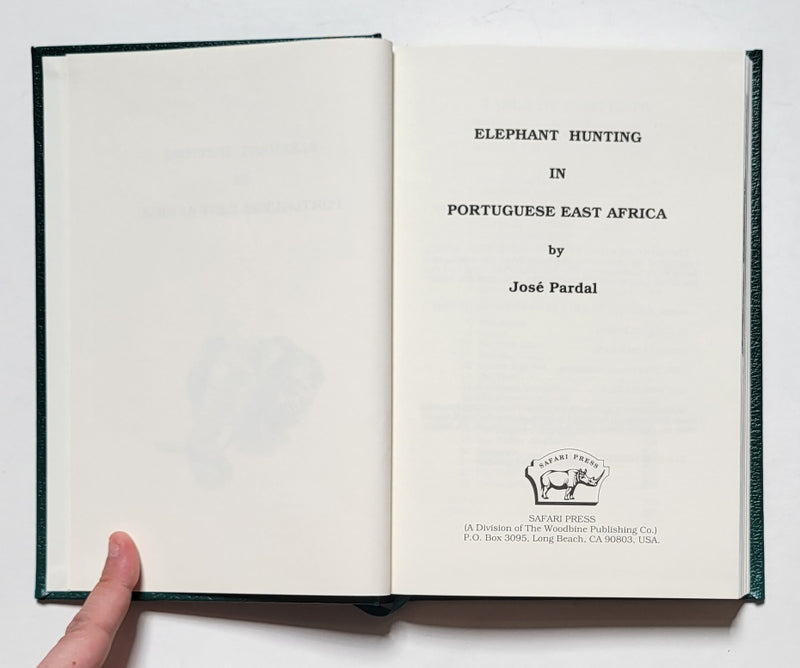 ELEPHANT HUNTING
IN
PORTUGUESE EAST AFRICA
by
José Pardal
SAFARI PRESS
SAFARI PRESS
(A Division of The Woodbine Publishing Co.)
P.O. Box 3095, Long Beach, CA 90803, USA.